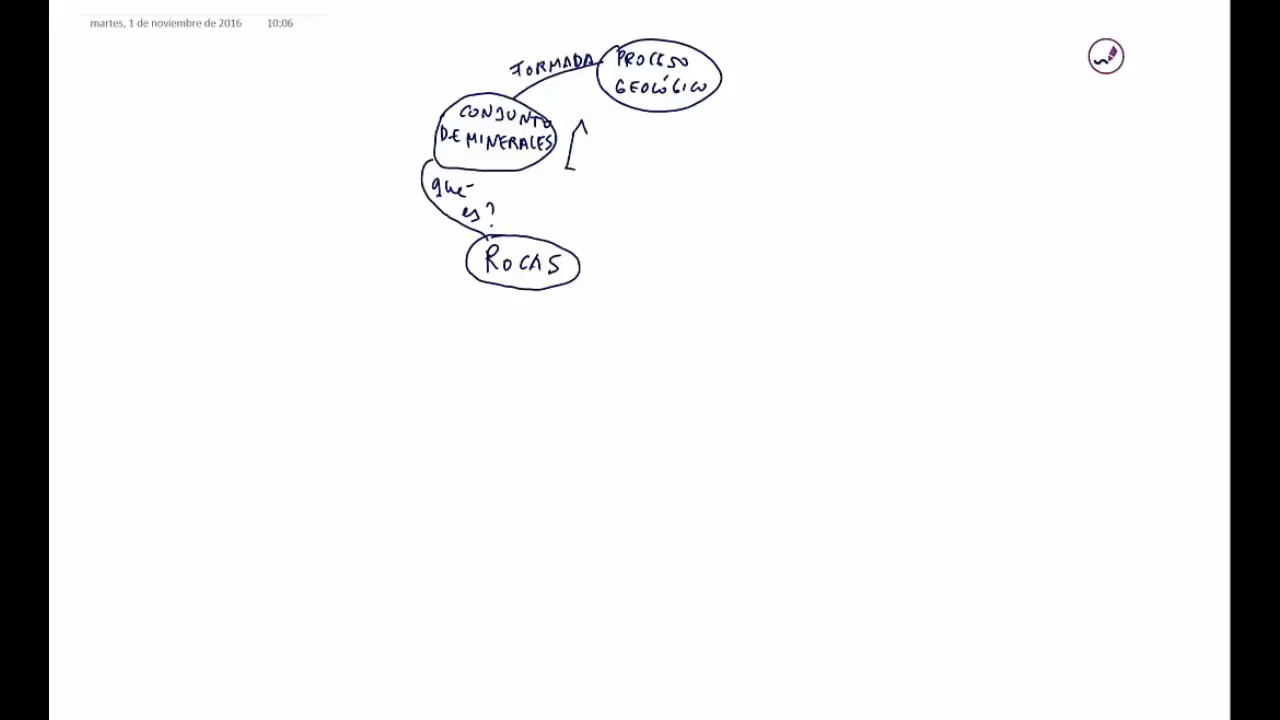 martes, 1 de noviembre de 2016 10:06
FORMADA
PROCESO
GEOLÓGICO
CONJUNTO
DE MINERALES
que
es?
ROCAS